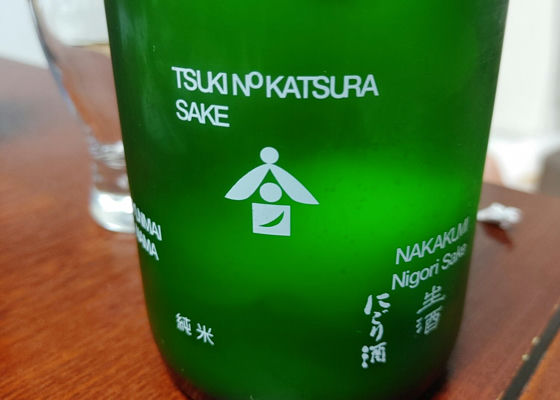 TSUKI No KATSURA
SAKE
NAKAKUMI
Nigori Sake
生酒
にごり酒
純米